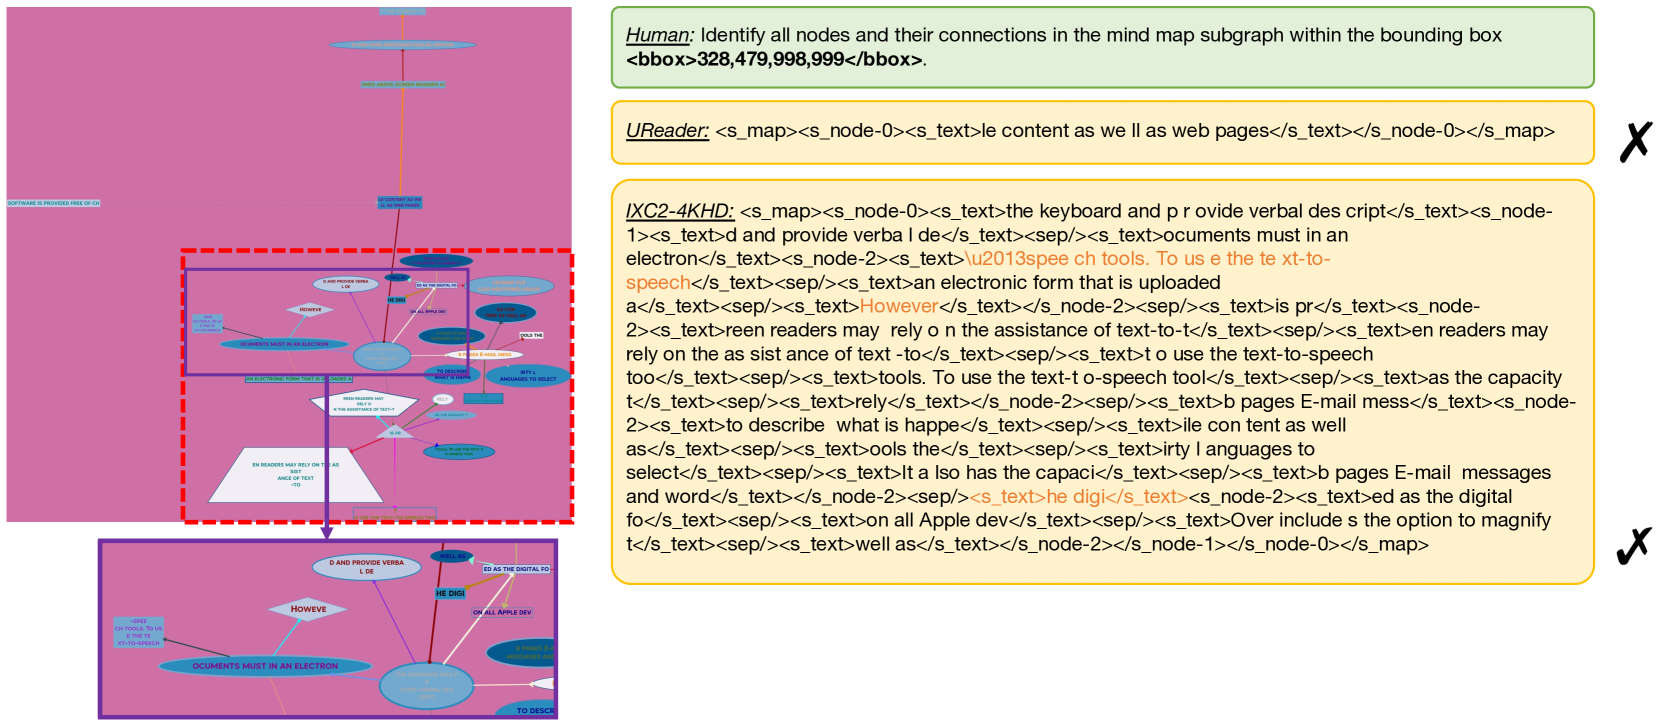 SOFTWARE IS PROVIDED FREE OF CH
LE CONTENT AS WE
LL AS WEB PAGES
D AND PROVIDE VERBA
L DE
WELL AS
ED AS THE DIGITAL FO
HE DIGI
ON ALL APPLE DEV
HOWEVE
OCUMENTS MUST IN AN ELECTRON
OOLS THE
B PAGES E-MAIL MESS
TO DESCRIBE
WHAT IS HAPPE
IRTY L
ANGUAGES TO SELECT
AN ELECTRONIC FORM THAT IS UPLOADED A
REEN READERS MAY
RELY O
N THE ASSISTANCE OF TEXT-T
RELY
IS PR
EN READERS MAY RELY ON THE AS
SIST
ANCE OF TEXT
-TO
D AND PROVIDE VERBA
L DE
WELL AS
ED AS THE DIGITAL FO
HE DIGI
ON ALL APPLE DEV
HOWEVE
-SPEE
CH TOOLS. TO US
E THE TE
XT-TO-SPEECH
OCUMENTS MUST IN AN ELECTRON
TO DESCR
Human: Identify all nodes and their connections in the mind map subgraph within the bounding box
<bbox>328,479,998,999</bbox>.
UReader: <s_map><s_node-0><s_text>le content as we ll as web pages</s_text></s_node-0></s_map>
✗
IXC2-4KHD: <s_map><s_node-0><s_text>the keyboard and p r ovide verbal des cript</s_text><s_node-
1><s_text>d and provide verba l de</s_text><sep/><s_text>ocuments must in an
electron</s_text><s_node-2><s_text>\u2013spee ch tools. To us e the te xt-to-
speech</s_text><sep/><s_text>an electronic form that is uploaded
a</s_text><sep/><s_text>However</s_text></s_node-2><sep/><s_text>is pr</s_text><s_node-
2><s_text>reen readers may  rely o n the assistance of text-to-t</s_text><sep/><s_text>en readers may
rely on the as sist ance of text -to</s_text><sep/><s_text>t o use the text-to-speech
too</s_text><sep/><s_text>tools. To use the text-t o-speech tool</s_text><sep/><s_text>as the capacity
t</s_text><sep/><s_text>rely</s_text></s_node-2><sep/><s_text>b pages E-mail mess</s_text><s_node-
2><s_text>to describe  what is happe</s_text><sep/><s_text>ile con tent as well
as</s_text><sep/><s_text>ools the</s_text><sep/><s_text>irty l anguages to
select</s_text><sep/><s_text>It a lso has the capaci</s_text><sep/><s_text>b pages E-mail  messages
and word</s_text></s_node-2><sep/><s_text>he digi</s_text><s_node-2><s_text>ed as the digital
fo</s_text><sep/><s_text>on all Apple dev</s_text><sep/><s_text>Over include s the option to magnify
t</s_text><sep/><s_text>well as</s_text></s_node-2></s_node-1></s_node-0></s_map>
✓